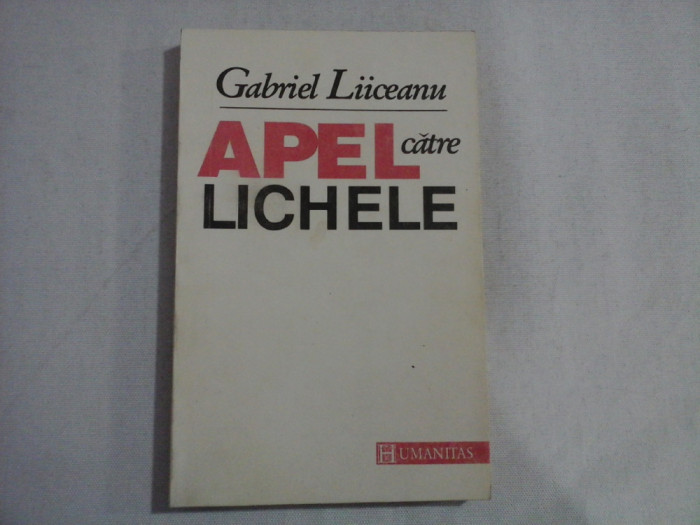 Gabriel Liiceanu
APEL către
LICHELE
HUMANITAS